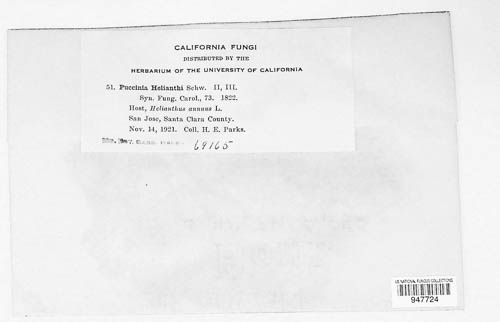 CALIFORNIA FUNGI
DISTRIBUTED BY THE
HERBARIUM OF THE UNIVERSITY OF CALIFORNIA
51. Puccinia Helianthi Schw. II, III.
Syn. Fung. Carol., 73. 1822.
Host, Helianthus annuus L.
San Jose, Santa Clara County.
Nov. 14, 1921. Coll. H. E. Parks.
69165
US NATIONAL FUNGUS COLLECTIONS
947724